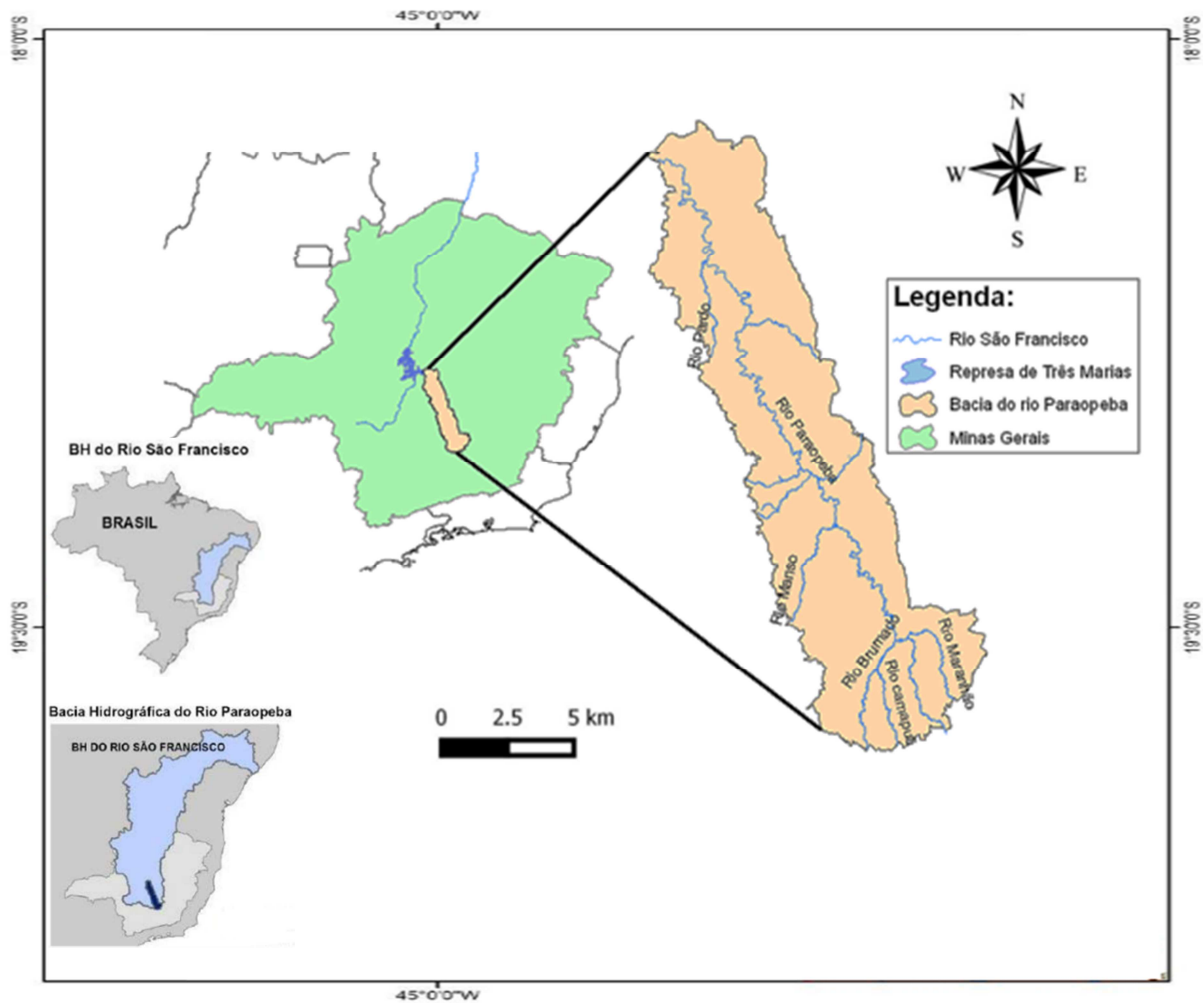 45°0'0"W
18°0'0"S
18°0'0"S
N
W
E
S
Legenda:
Rio São Francisco
Represa de Três Marias
Bacia do rio Paraopeba
Minas Gerais
Rio Pardo
Rio Paraopeba
BH do Rio São Francisco
BRASIL
Rio Manso
19°30'0"S
19°30'0"S
Rio Brumado
Rio camapuã
Rio Maranhão
Bacia Hidrográfica do Rio Paraopeba
BH DO RIO SÃO FRANCISCO
0 2.5 5 km
45°0'0"W